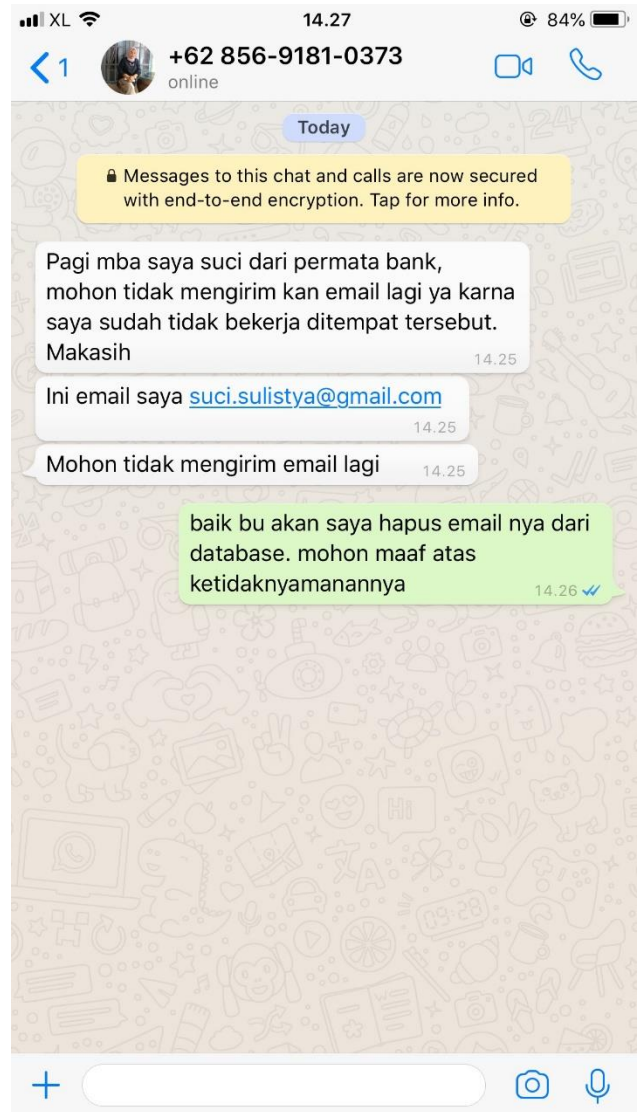 XL
14.27
84%
1
+62 856-9181-0373
online
Today
Messages to this chat and calls are now secured
with end-to-end encryption. Tap for more info.
Pagi mba saya suci dari permata bank,
mohon tidak mengirim kan email lagi ya karna
saya sudah tidak bekerja ditempat tersebut.
Makasih
14.25
Ini email saya suci.sulistya@gmail.com
14.25
Mohon tidak mengirim email lagi
14.25
baik bu akan saya hapus email nya dari
database. mohon maaf atas
ketidaknyamanannya
14.26